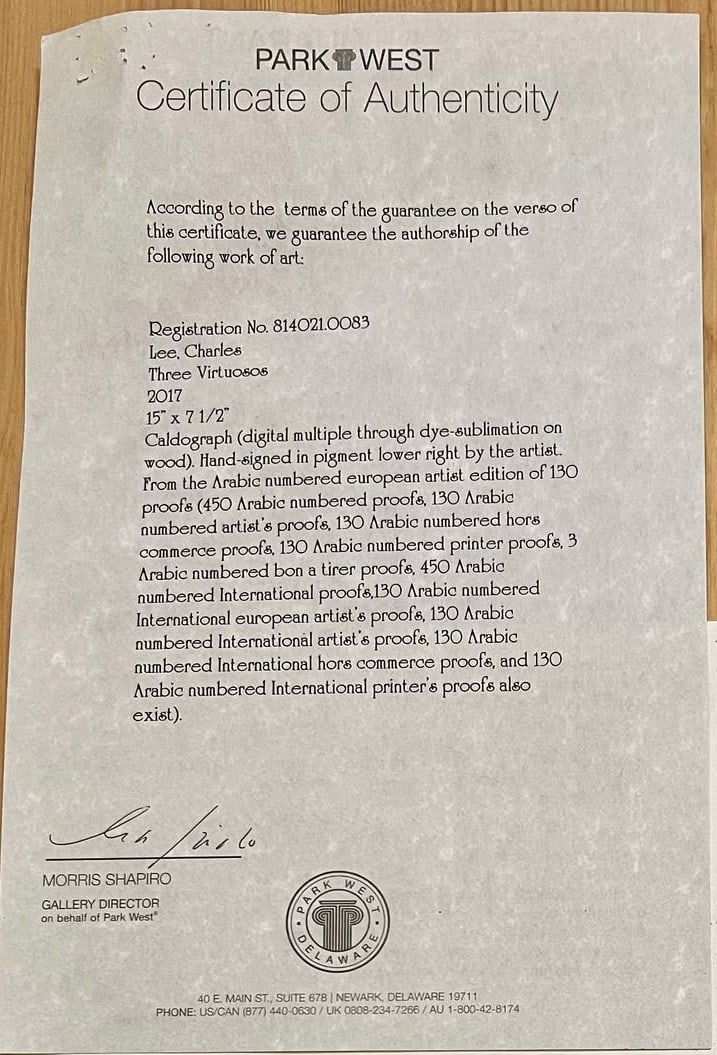 PARK WEST
Certificate of Authenticity
According to the terms of the guarantee on the verso of
this certificate, we guarantee the authorship of the
following work of art:
Registration No. 814021.0083
Lee, Charles
Three Virtuosos
2017
15" x 7 1/2"
Caldograph (digital multiple through dye-sublimation on
wood). Hand-signed in pigment lower right by the artist.
From the Arabic numbered european artist edition of 130
proofs (450 Arabic numbered proofs, 130 Arabic
numbered artist's proofs, 130 Arabic numbered hors
commerce proofs, 130 Arabic numbered printer proofs, 3
Arabic numbered bon a tirer proofs, 450 Arabic
numbered International proofs,130 Arabic numbered
International european artist's proofs, 130 Arabic
numbered International artist's proofs, 130 Arabic
numbered International hors commerce proofs, and 130
Arabic numbered International printer's proofs also
exist).
MORRIS SHAPIRO
GALLERY DIRECTOR
on behalf of Park West®
PARK WEST
DELAWARE
40 E. MAIN ST., SUITE 678 | NEWARK, DELAWARE 19711
PHONE: US/CAN (877) 440-0630 / UK 0808-234-7266 / AU 1-800-42-8174